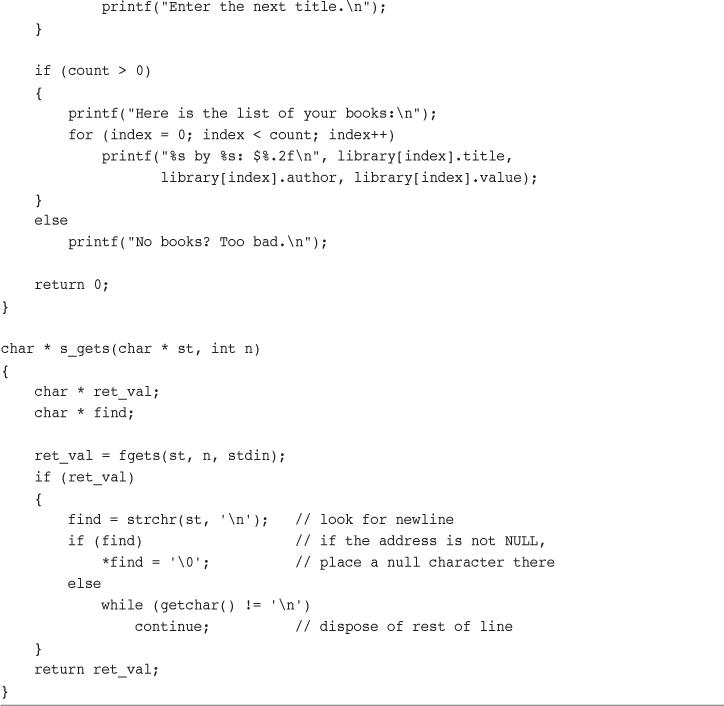 printf("Enter the next title.\n");
    }

    if (count > 0)
    {
        printf("Here is the list of your books:\n");
        for (index = 0; index < count; index++)
            printf("%s by %s: $%.2f\n", library[index].title,
                   library[index].author, library[index].value);
    }
    else
        printf("No books? Too bad.\n");

    return 0;
}

char * s_gets(char * st, int n)
{
    char * ret_val;
    char * find;

    ret_val = fgets(st, n, stdin);
    if (ret_val)
    {
        find = strchr(st, '\n');   // look for newline
        if (find)                  // if the address is not NULL,
            *find = '\0';          // place a null character there
        else
            while (getchar() != '\n')
                continue;          // dispose of rest of line
    }
    return ret_val;
}